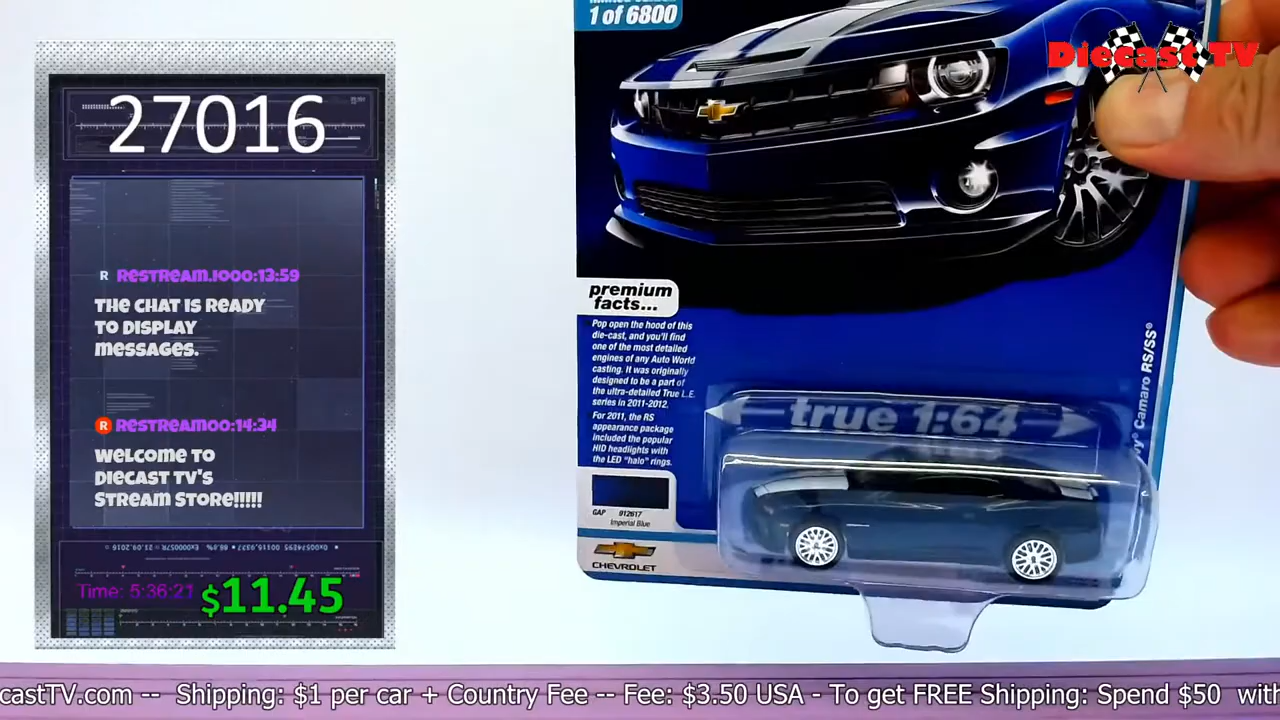 27016
RESTREAM.IO00:13:59
THE CHAT IS READY
TO DISPLAY
MESSAGES.
R RESTREAM00:14:34
WELCOME TO
DIECAST TV'S
STREAM STORE!!!!!
Time: 5:36:21
$11.45
1 of 6800
Diecast TV
premium
facts...
Pop open the hood of this
die-cast, and you'll find
one of the most detailed
engines of any Auto World
casting. It was originally
designed to be a part of
the ultra-detailed True L.E.
series in 2011-2012.
For 2011, the RS
appearance package
included the popular
HID headlights with
the LED "halo" rings.
GAP 912617
Imperial Blue
CHEVROLET
true 1:64
Camaro RS/SS®
castTV.com -- Shipping: $1 per car + Country Fee -- Fee: $3.50 USA - To get FREE Shipping: Spend $50 with